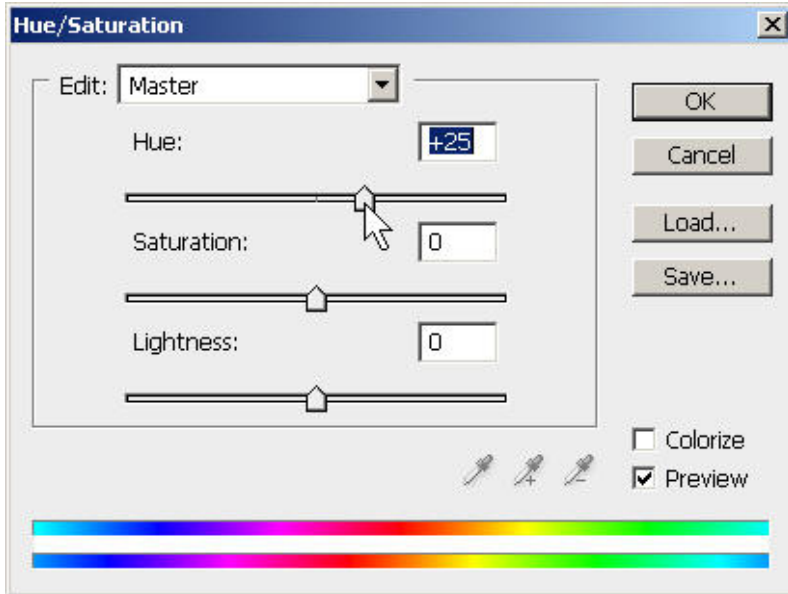 Hue/Saturation
Edit: Master
OK
Hue: +25
Cancel
Load...
Saturation: 0
Save...
Lightness: 0
Colorize
Preview